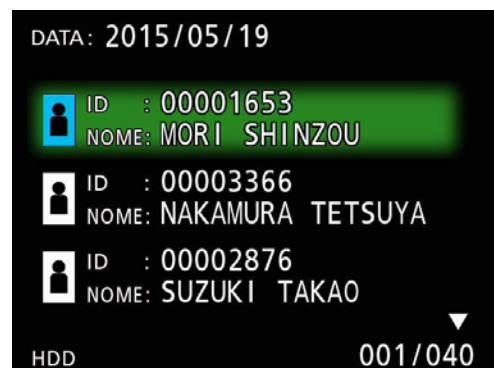 DATA: 2015/05/19
ID : 00001653
NOME: MORI SHINZOU
ID : 00003366
NOME: NAKAMURA TETSUYA
ID : 00002876
NOME: SUZUKI TAKAO
HDD 001/040